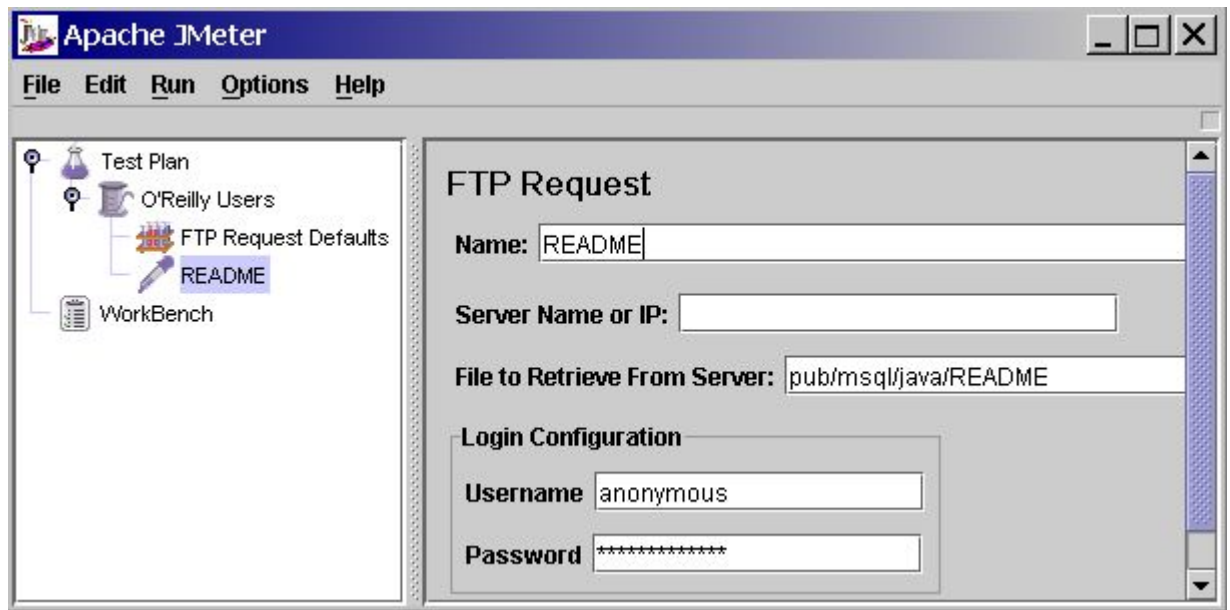 Apache JMeter
File Edit Run Options Help
Test Plan
O'Reilly Users
FTP Request Defaults
README
WorkBench
FTP Request
Name: README
Server Name or IP:
File to Retrieve From Server: pub/msql/java/README
Login Configuration
Username anonymous
Password *************